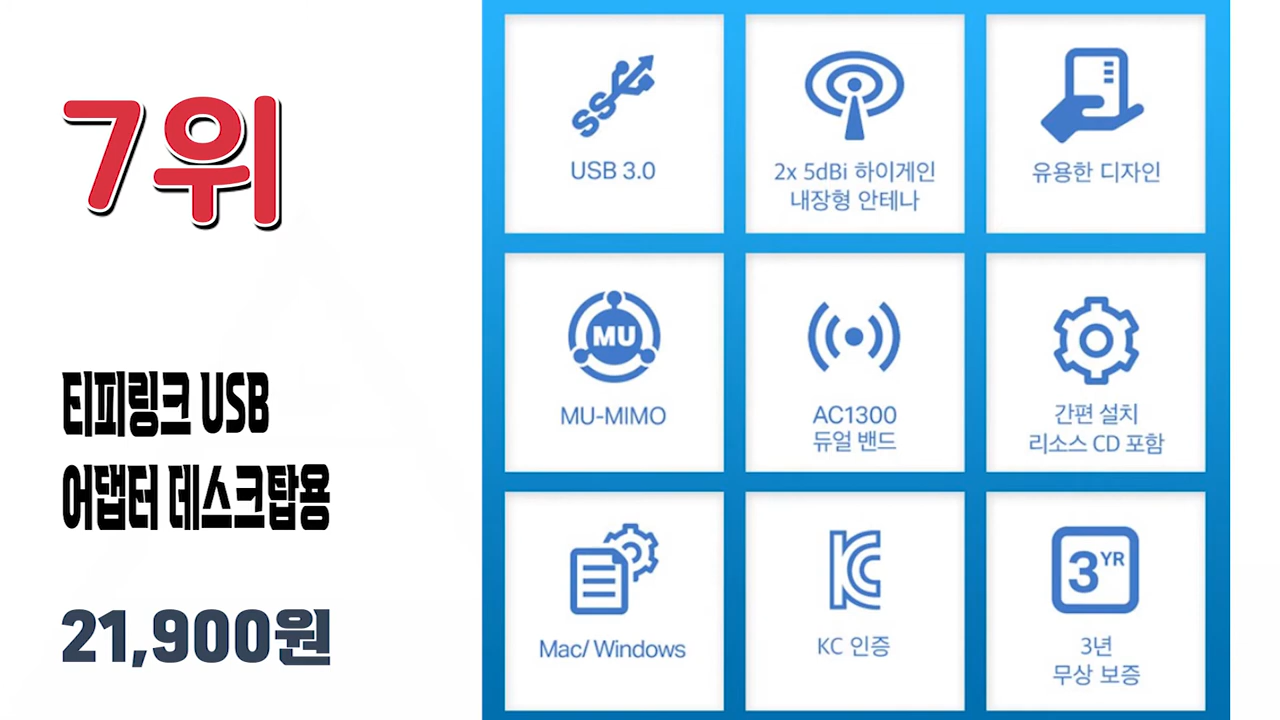 7위
티피링크 USB
어댑터 데스크탑용
21,900원
SS
USB 3.0
2x 5dBi 하이게인
내장형 안테나
유용한 디자인
MU
MU-MIMO
AC1300
듀얼 밴드
간편 설치
리소스 CD 포함
Mac/ Windows
KC
KC 인증
3YR
3년
무상 보증